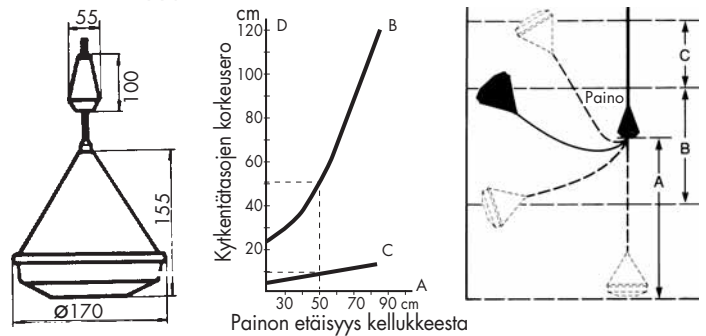 55
100
155
Ø170
cm
D
B
120
100
80
60
40
20
C
A
30 50 70 90 cm
Kytkentätasojen korkeusero
Painon etäisyys kellukkeesta
Paino
C
B
A